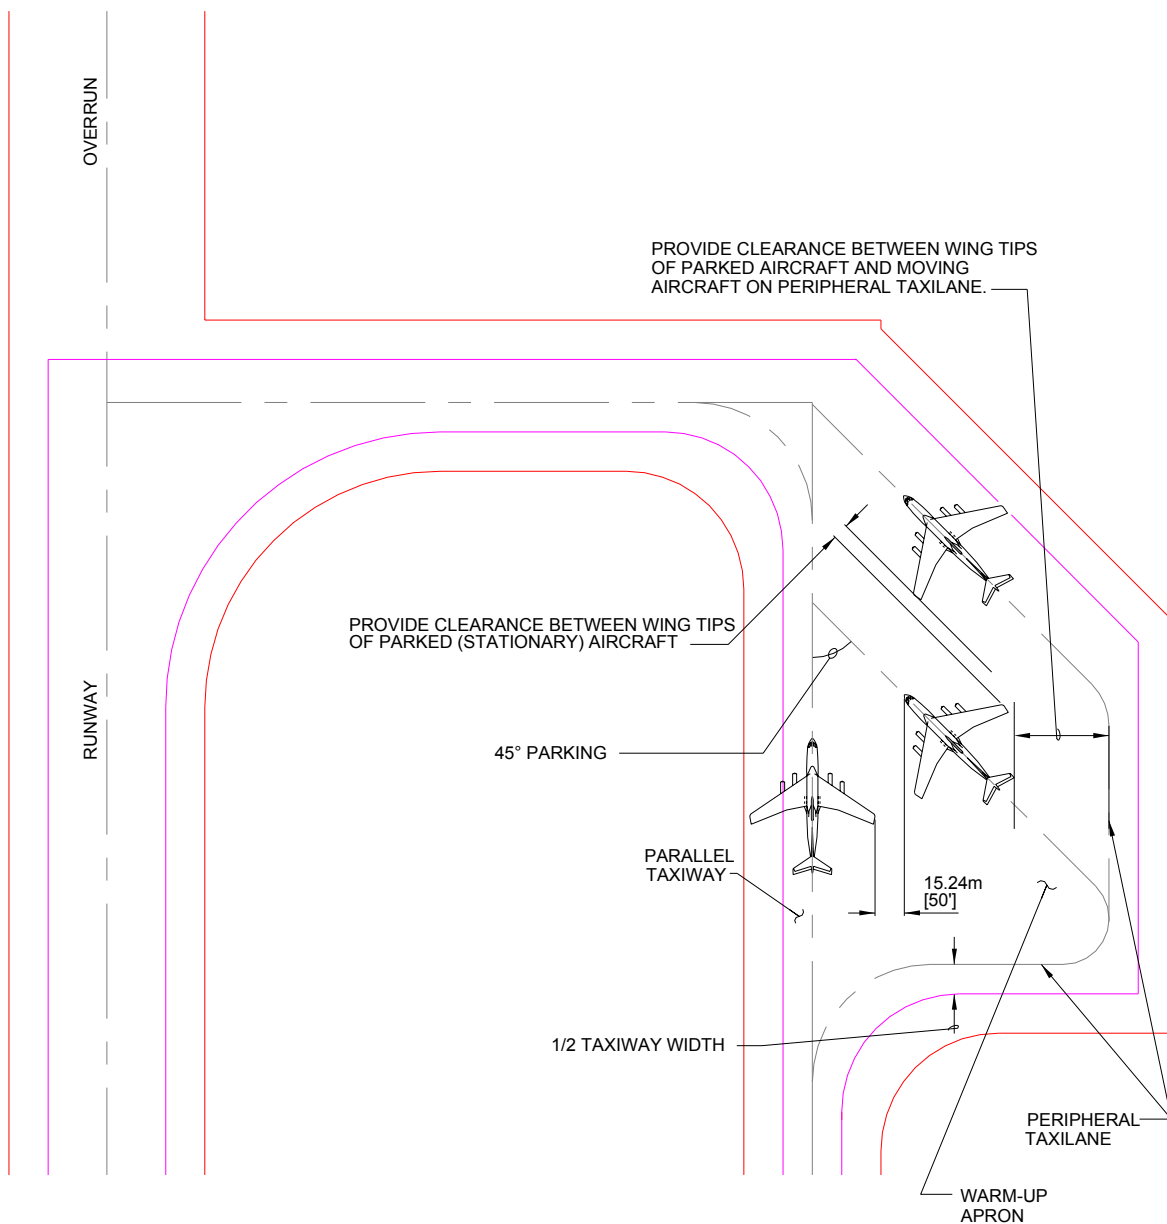 OVERRUN
PROVIDE CLEARANCE BETWEEN WING TIPS
OF PARKED AIRCRAFT AND MOVING
AIRCRAFT ON PERIPHERAL TAXILANE.
PROVIDE CLEARANCE BETWEEN WING TIPS
OF PARKED (STATIONARY) AIRCRAFT
RUNWAY
45° PARKING
PARALLEL
TAXIWAY
15.24m
[50']
1/2 TAXIWAY WIDTH
PERIPHERAL
TAXILANE
WARM-UP
APRON